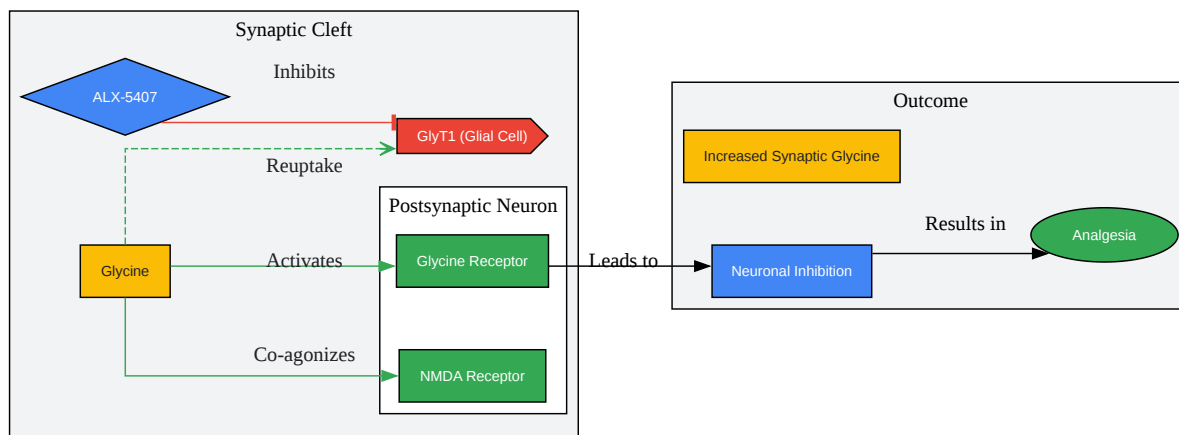 Synaptic Cleft
Inhibits
ALX-5407
GlyT1 (Glial Cell)
Reuptake
Postsynaptic Neuron
Glycine
Activates
Glycine Receptor
Co-agonizes
NMDA Receptor
Leads to
Outcome
Increased Synaptic Glycine
Results in
Analgesia
Neuronal Inhibition